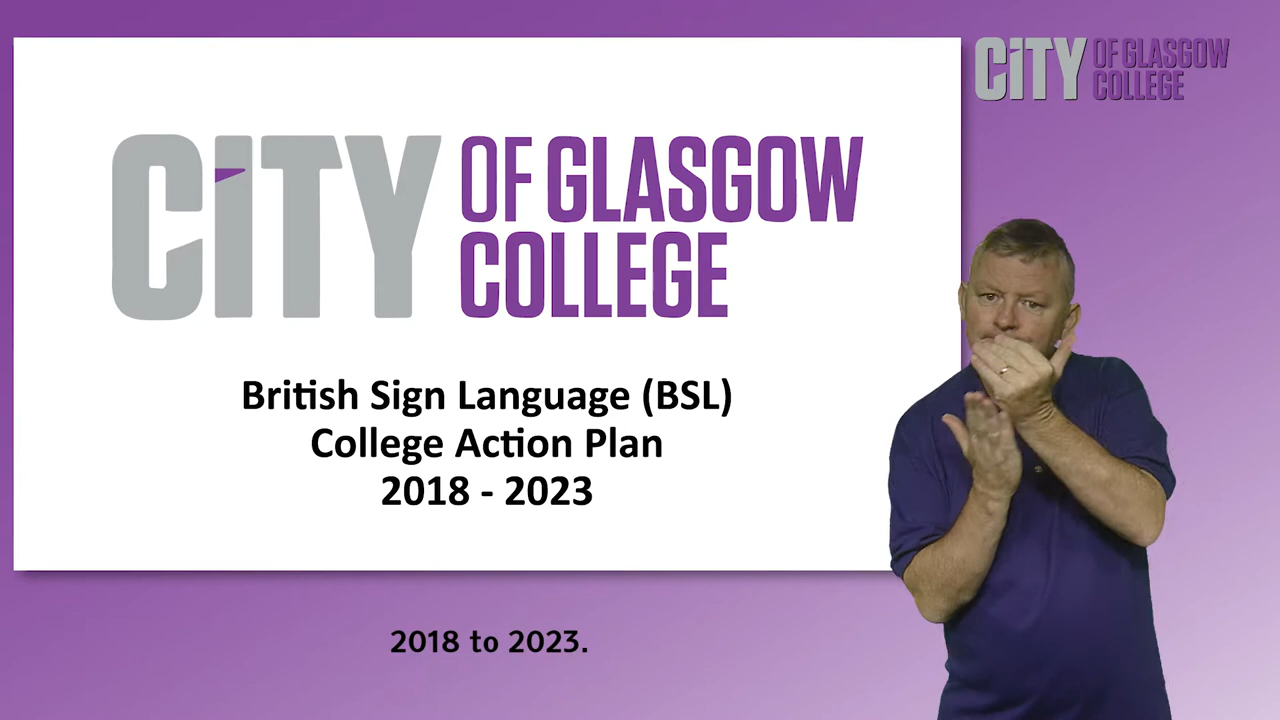 CiTY OF GLASGOW
COLLEGE
CiTY OF GLASGOW
COLLEGE
British Sign Language (BSL)
College Action Plan
2018 - 2023
2018 to 2023.